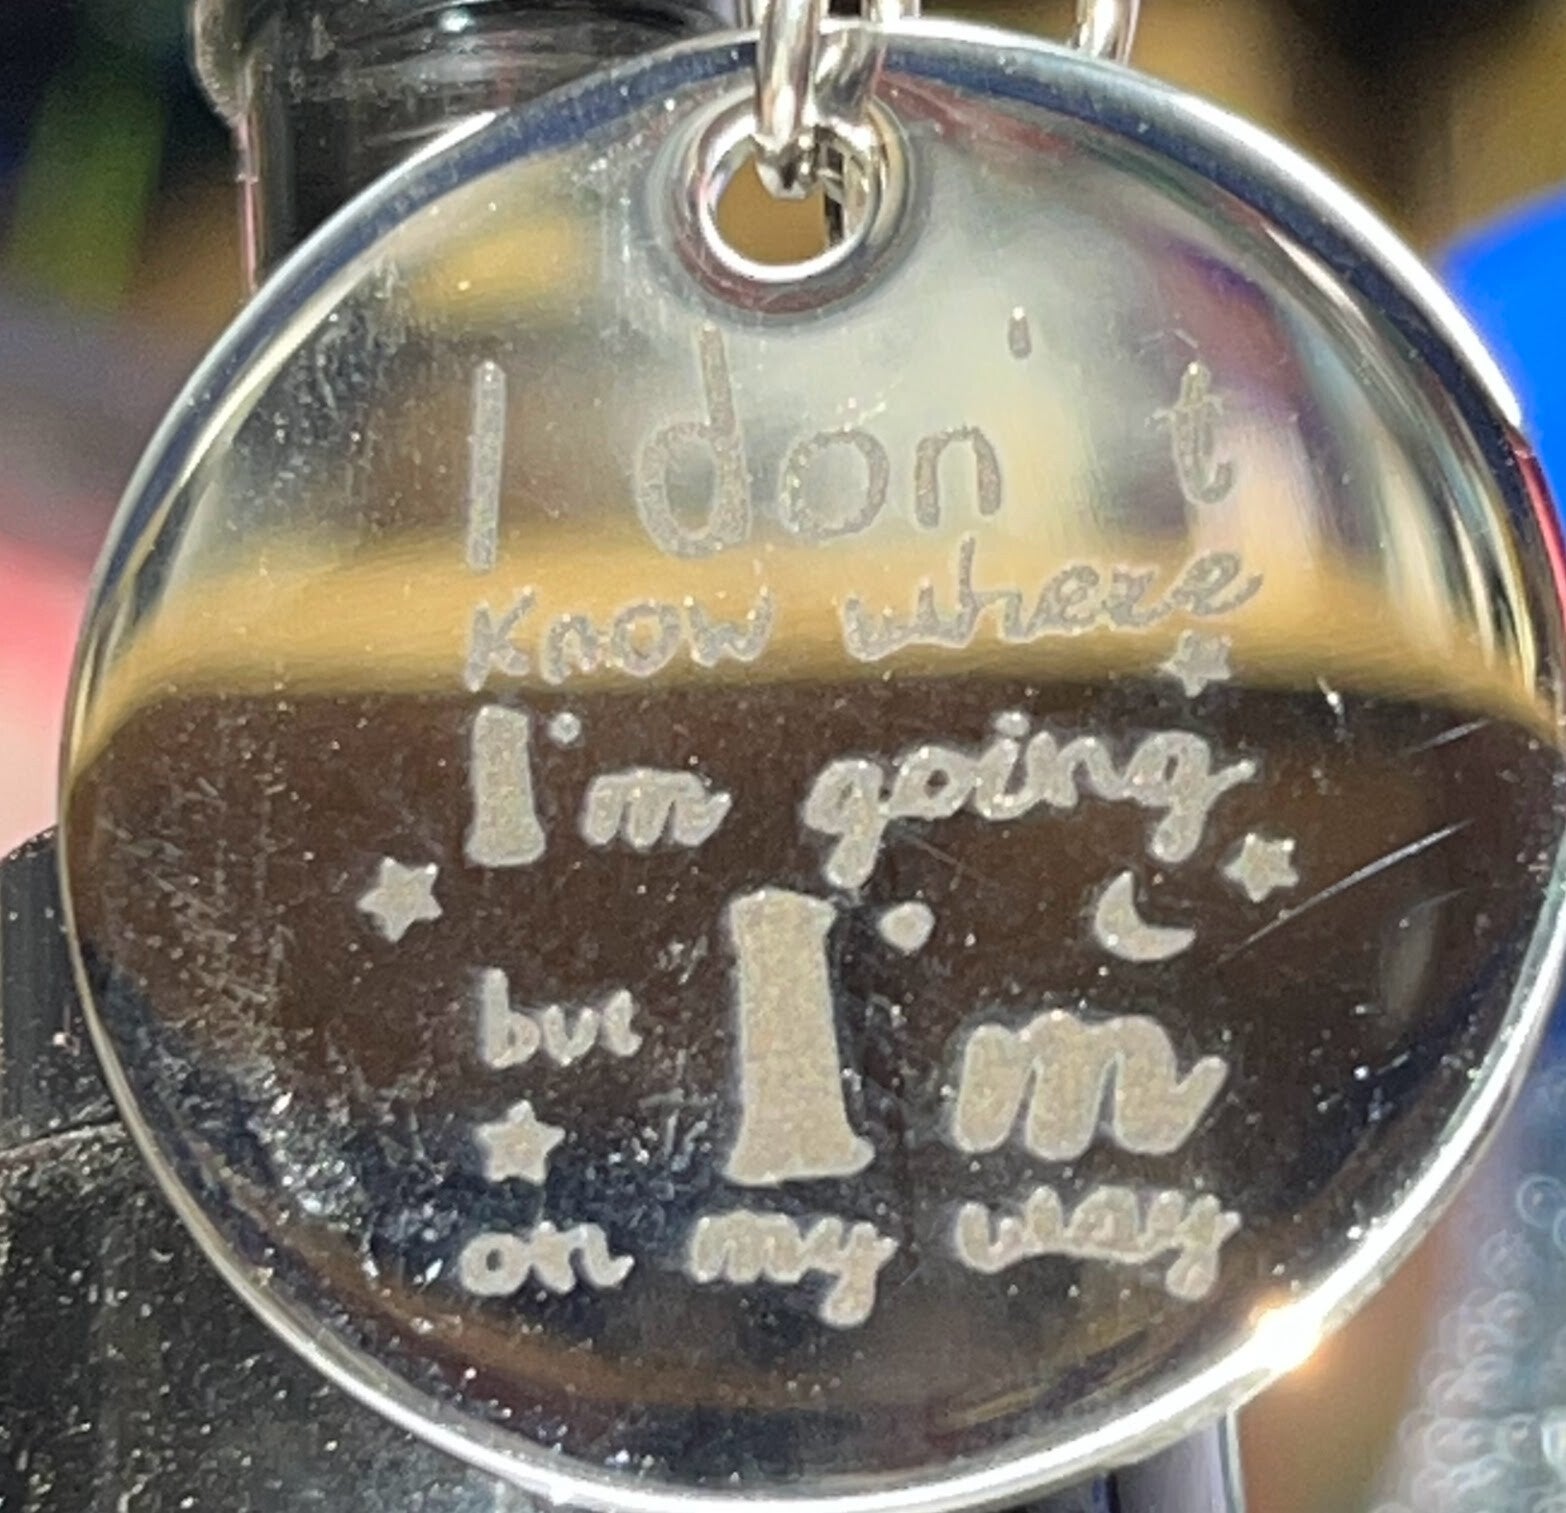 I don't
know where
I'm going
but I'm
on my way